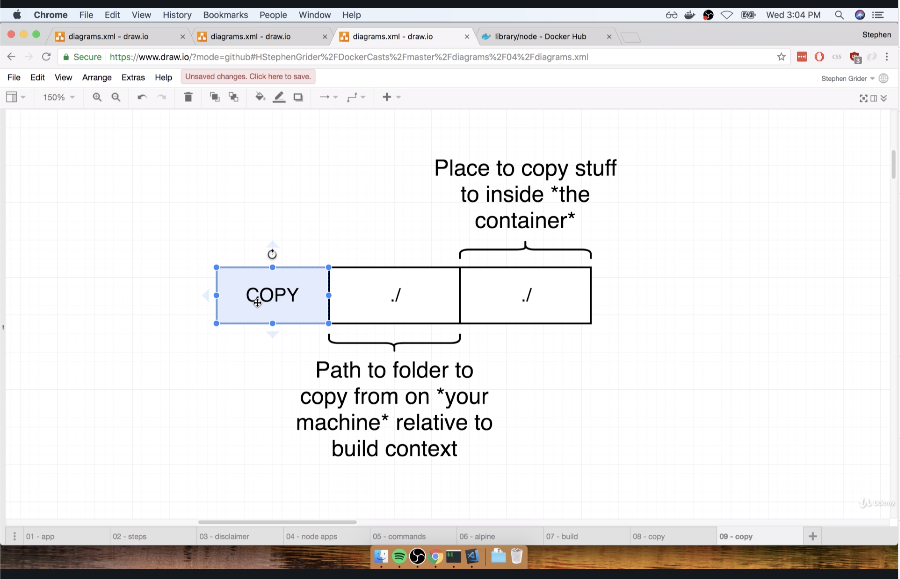 Chrome File Edit View History Bookmarks People Window Help Wed 3:04 PM
diagrams.xml - draw.io × diagrams.xml - draw.io × diagrams.xml - draw.io × library/node - Docker Hub × Stephen
Secure https://www.draw.io/?mode=github#HStephenGrider%2FDockerCasts%2Fmaster%2Fdiagrams%2F04%2Fdiagrams.xml
File Edit View Arrange Extras Help Unsaved changes. Click here to save. Stephen Grider
150%
Place to copy stuff
to inside *the
container*
COPY ./ ./
Path to folder to
copy from on *your
machine* relative to
build context
Udemy
01 - app 02 - steps 03 - disclaimer 04 - node apps 05 - commands 06 - alpine 07 - build 08 - copy 09 - copy